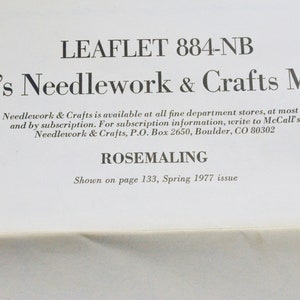 LEAFLET 884-NB
's Needlework & Crafts M
Needlework & Crafts is available at all fine department stores, at most
and by subscription. For subscription information, write to McCall's
Needlework & Crafts, P.O. Box 2650, Boulder, CO 80302
ROSEMALING
Shown on page 133, Spring 1977 issue